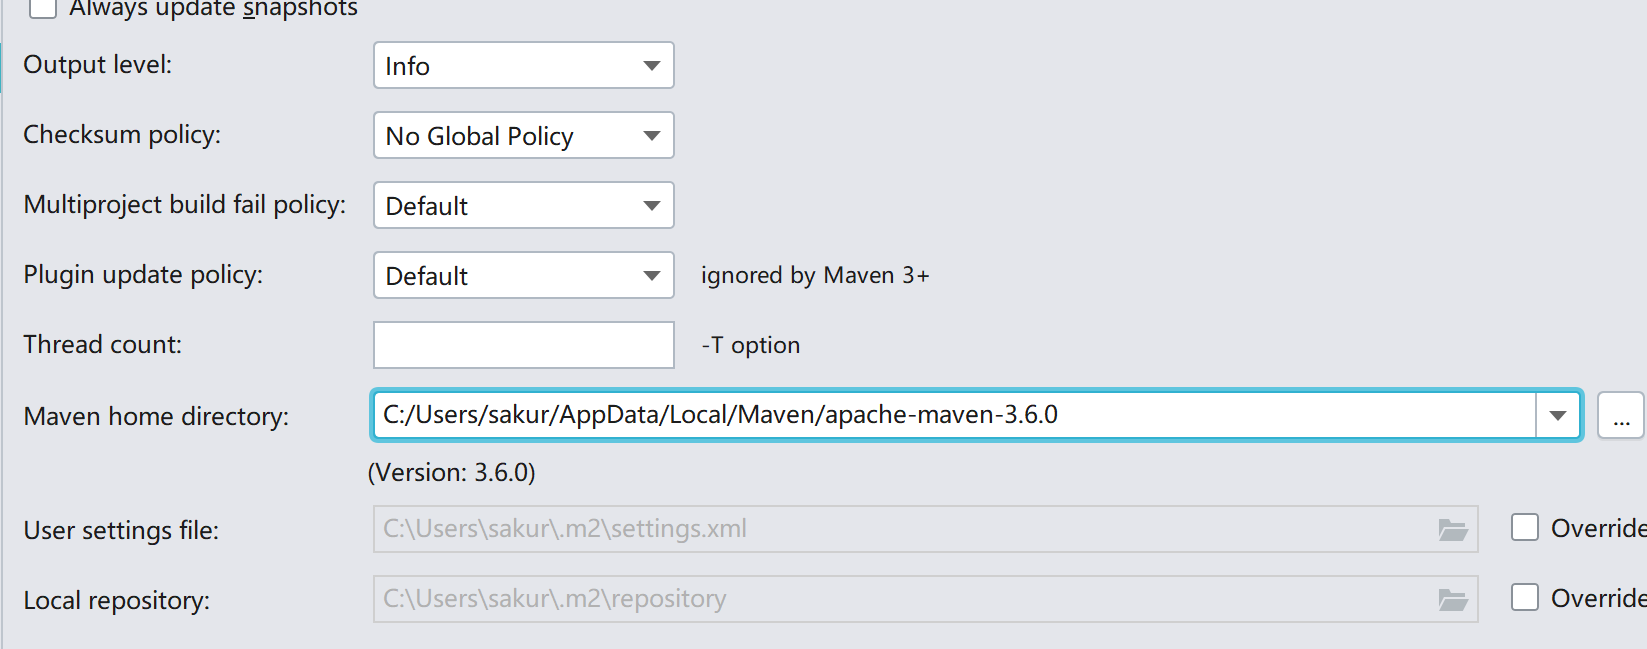 Always update snapshots
Output level: Info
Checksum policy: No Global Policy
Multiproject build fail policy: Default
Plugin update policy: Default ignored by Maven 3+
Thread count: -T option
Maven home directory: C:/Users/sakur/AppData/Local/Maven/apache-maven-3.6.0 ...
(Version: 3.6.0)
User settings file: C:\Users\sakur\.m2\settings.xml Override
Local repository: C:\Users\sakur\.m2\repository Override